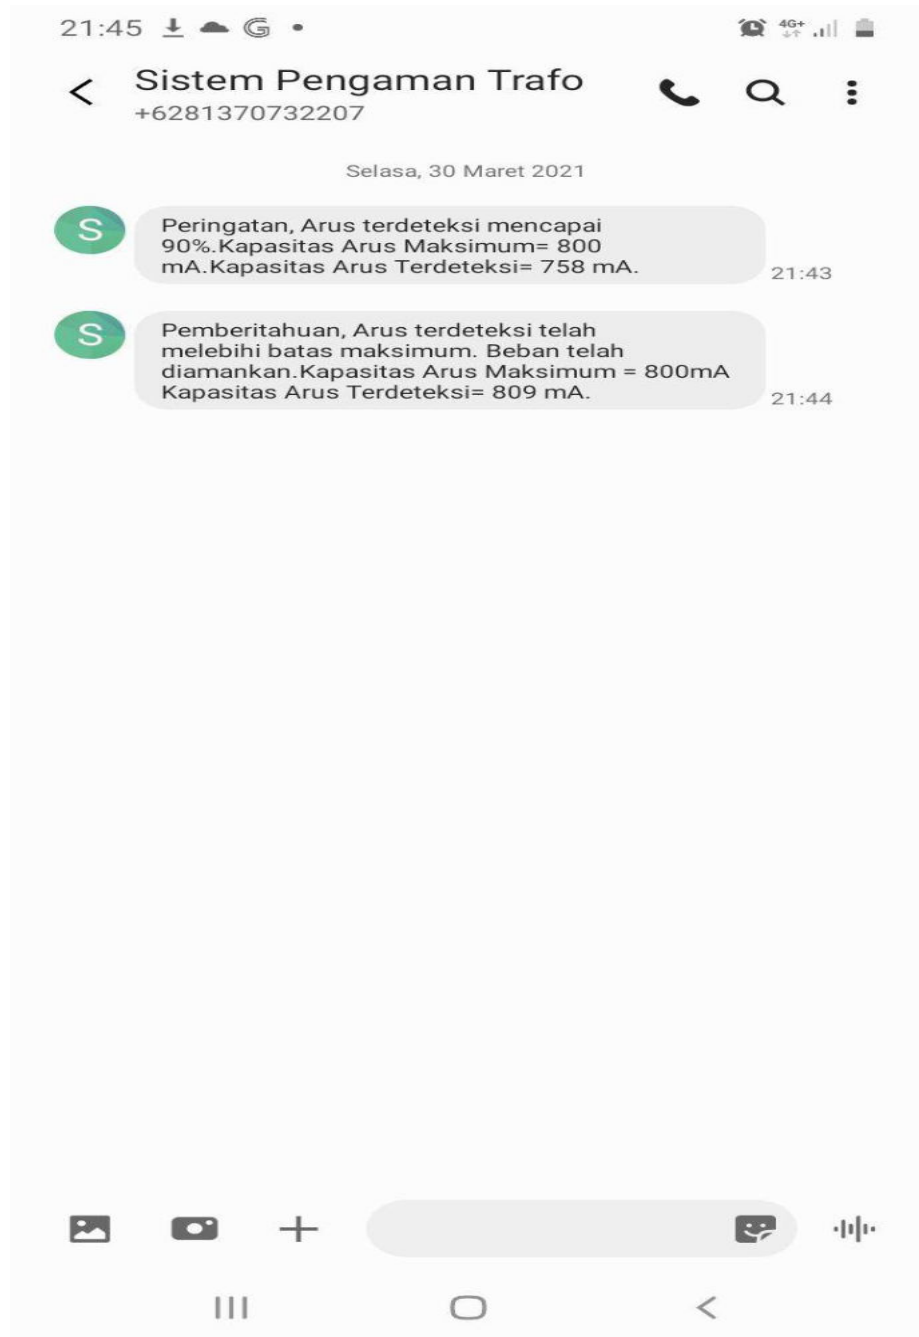 21:45
4G+
Sistem Pengaman Trafo
+6281370732207
Selasa, 30 Maret 2021
S
Peringatan, Arus terdeteksi mencapai
90%.Kapasitas Arus Maksimum= 800
mA.Kapasitas Arus Terdeteksi= 758 mA.
21:43
S
Pemberitahuan, Arus terdeteksi telah
melebihi batas maksimum. Beban telah
diamankan.Kapasitas Arus Maksimum = 800mA
Kapasitas Arus Terdeteksi= 809 mA.
21:44